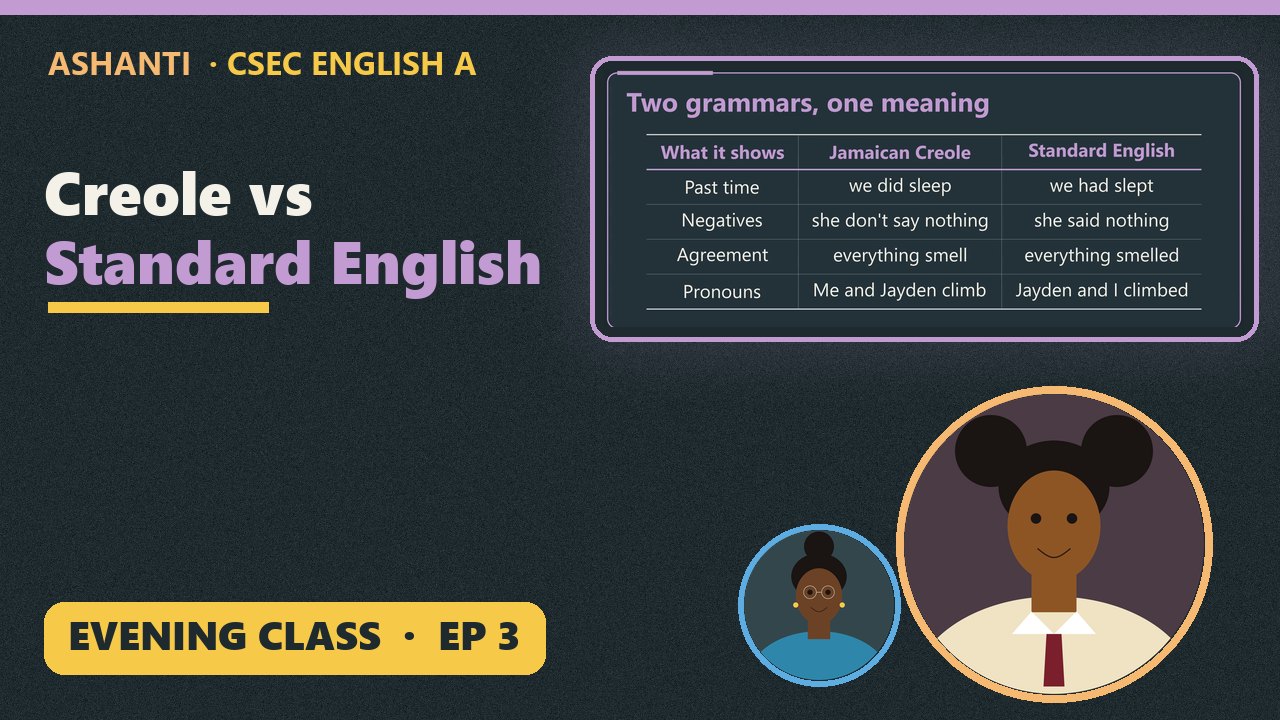 ASHANTI · CSEC ENGLISH A
Creole vs
Standard English
Two grammars, one meaning
What it shows Jamaican Creole Standard English
Past time we did sleep we had slept
Negatives she don't say nothing she said nothing
Agreement everything smell everything smelled
Pronouns Me and Jayden climb Jayden and I climbed
EVENING CLASS · EP 3